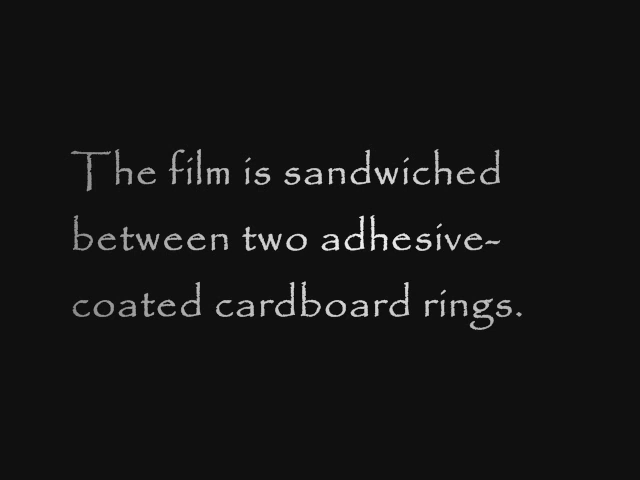 The film is sandwiched
between two adhesive-
coated cardboard rings.